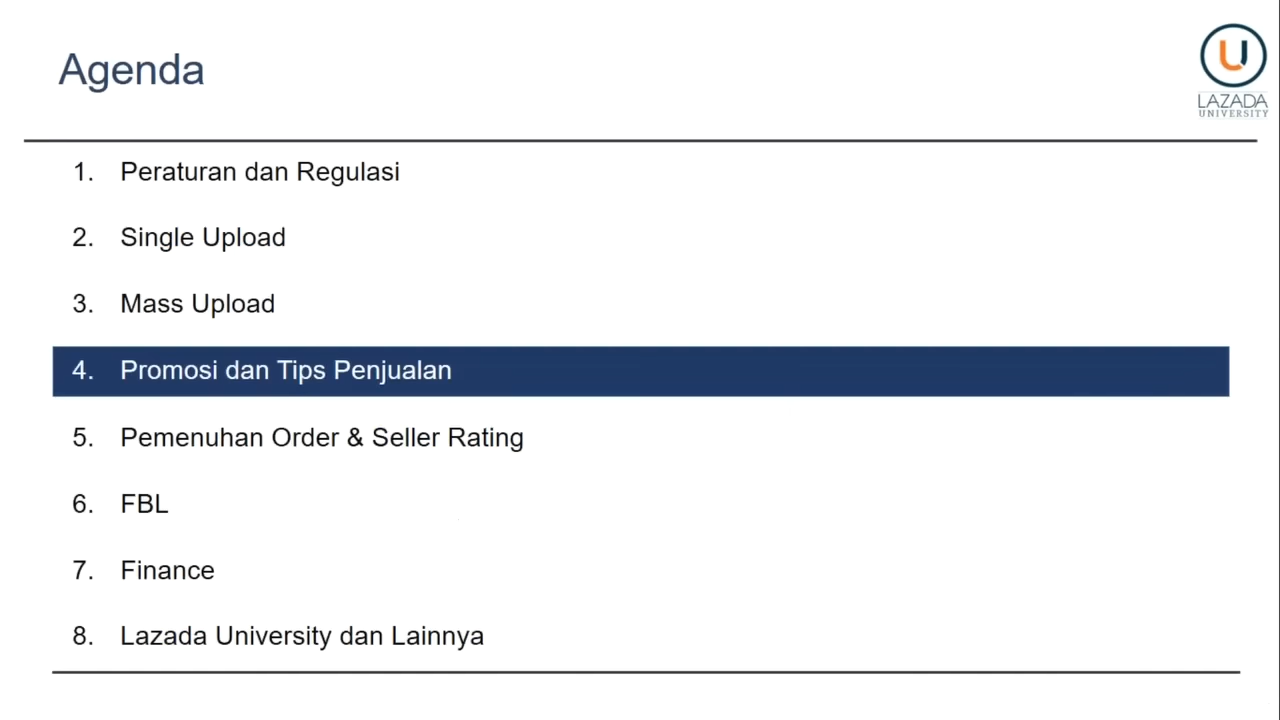 Agenda
U
LAZADA
UNIVERSITY
1. Peraturan dan Regulasi
2. Single Upload
3. Mass Upload
4. Promosi dan Tips Penjualan
5. Pemenuhan Order & Seller Rating
6. FBL
7. Finance
8. Lazada University dan Lainnya